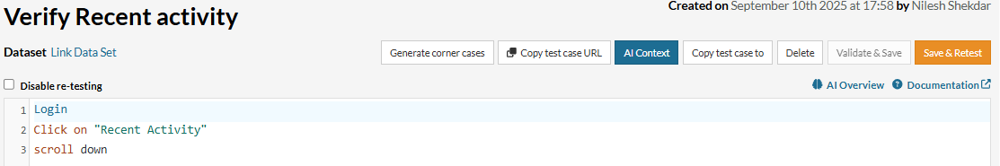 Verify Recent activity
Created on September 10th 2025 at 17:58 by Nilesh Shekdar
Dataset Link Data Set
Generate corner cases
Copy test case URL
AI Context
Copy test case to
Delete
Validate & Save
Save & Retest
Disable re-testing
AI Overview
Documentation
1 Login
2 Click on "Recent Activity"
3 scroll down